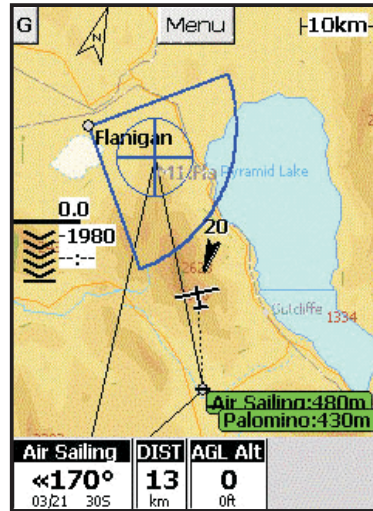 G
Menu
10km
N
Flanigan
Pyramid Lake
0.0
-1980
--:--
20
Sutcliffe
1334
Air Sailing:480m
Palomino:430m
Air Sailing
«170°
03/21 30S
DIST
13
km
AGL Alt
0
0ft